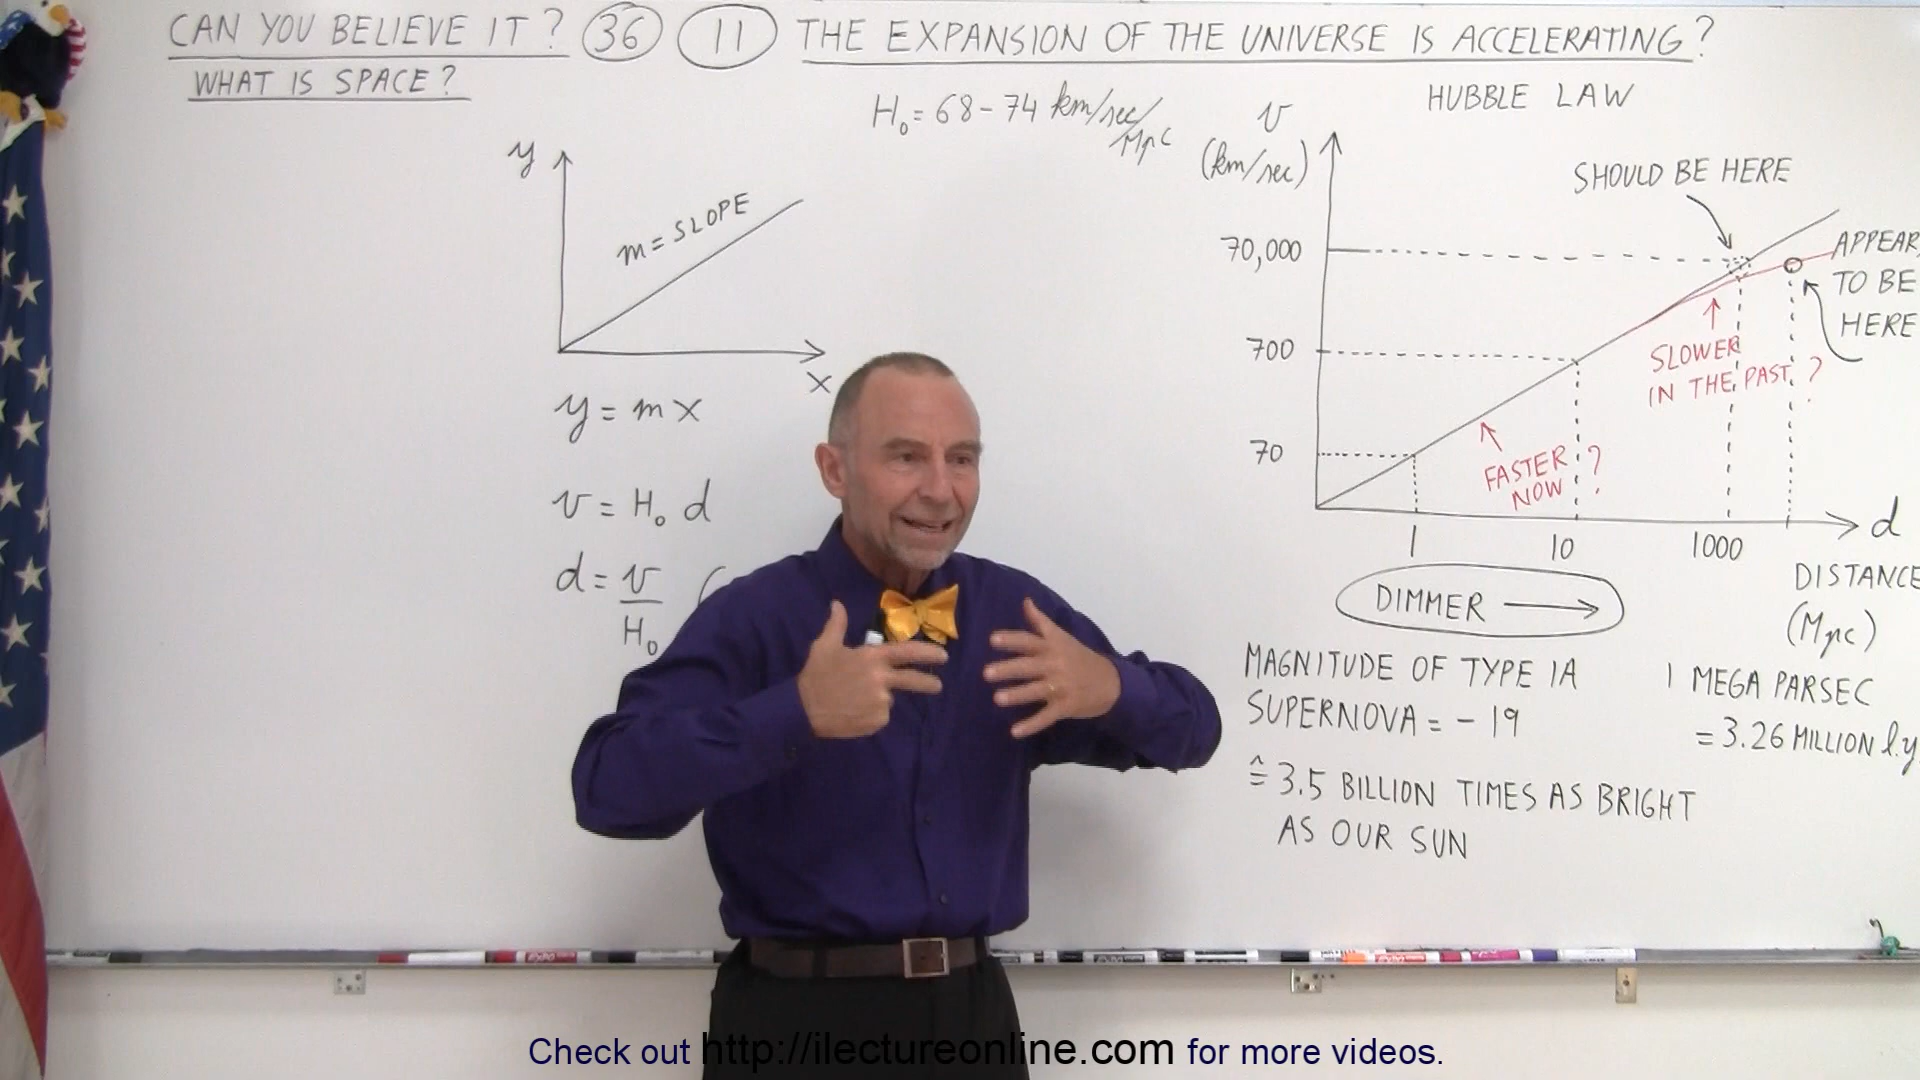 CAN YOU BELIEVE IT? 36 11 THE EXPANSION OF THE UNIVERSE IS ACCELERATING?
WHAT IS SPACE?
H₀ = 68 - 74 km/sec/Mpc
y
m = SLOPE
x
y = m x
v = H₀ d
d = v
H₀
(
HUBBLE LAW
v
(km/sec)
SHOULD BE HERE
70,000
APPEAR
TO BE
HERE
700
SLOWER
IN THE PAST ?
70
FASTER ?
NOW
d
1 10 1000
DISTANCE
(Mpc)
DIMMER →
MAGNITUDE OF TYPE 1A
SUPERNOVA = - 19
≙ 3.5 BILLION TIMES AS BRIGHT
AS OUR SUN
1 MEGA PARSEC
= 3.26 MILLION l.y
Check out http://ilectureonline.com for more videos.